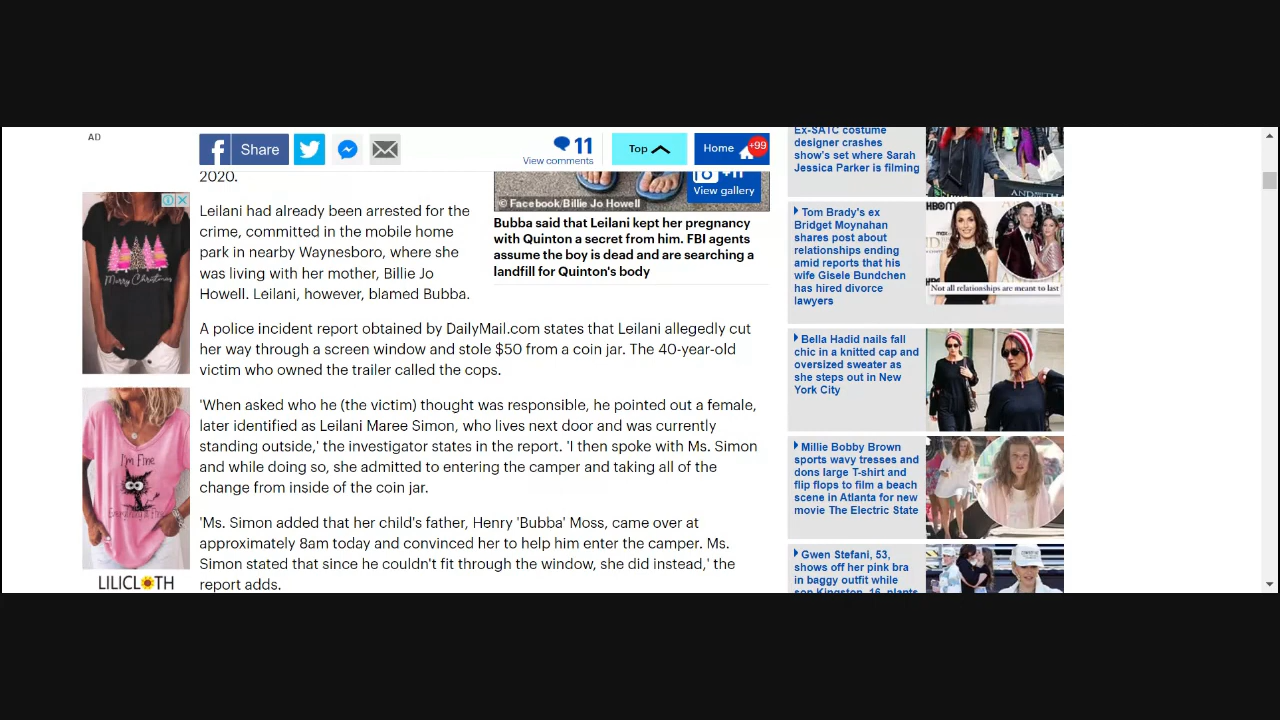 AD
Share
11
View comments
Top
Home
+99
2020.
Leilani had already been arrested for the
crime, committed in the mobile home
park in nearby Waynesboro, where she
was living with her mother, Billie Jo
Howell. Leilani, however, blamed Bubba.
+11
View gallery
© Facebook/Billie Jo Howell
Bubba said that Leilani kept her pregnancy
with Quinton a secret from him. FBI agents
assume the boy is dead and are searching a
landfill for Quinton's body
A police incident report obtained by DailyMail.com states that Leilani allegedly cut
her way through a screen window and stole $50 from a coin jar. The 40-year-old
victim who owned the trailer called the cops.
'When asked who he (the victim) thought was responsible, he pointed out a female,
later identified as Leilani Maree Simon, who lives next door and was currently
standing outside,' the investigator states in the report. 'I then spoke with Ms. Simon
and while doing so, she admitted to entering the camper and taking all of the
change from inside of the coin jar.
'Ms. Simon added that her child's father, Henry 'Bubba' Moss, came over at
approximately 8am today and convinced her to help him enter the camper. Ms.
Simon stated that since he couldn't fit through the window, she did instead,' the
report adds.
Merry Christmas
I'm Fine
Everything is Fine
LILICLOTH
Ex-SATC costume
designer crashes
show's set where Sarah
Jessica Parker is filming
Tom Brady's ex
Bridget Moynahan
shares post about
relationships ending
amid reports that his
wife Gisele Bundchen
has hired divorce
lawyers
HBOM
Not all relationships are meant to last
Bella Hadid nails fall
chic in a knitted cap and
oversized sweater as
she steps out in New
York City
Millie Bobby Brown
sports wavy tresses and
dons large T-shirt and
flip flops to film a beach
scene in Atlanta for new
movie The Electric State
Gwen Stefani, 53,
shows off her pink bra
in baggy outfit while
son Kingston, 16, plants